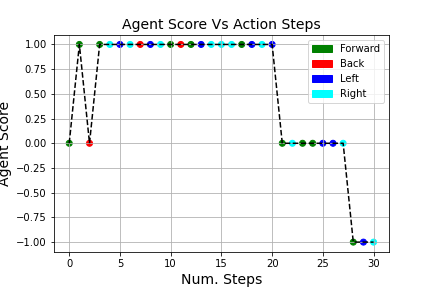 Agent Score Vs Action Steps
Agent Score
1.00
0.75
0.50
0.25
0.00
−0.25
−0.50
−0.75
−1.00
Forward
Back
Left
Right
0 5 10 15 20 25 30
Num. Steps